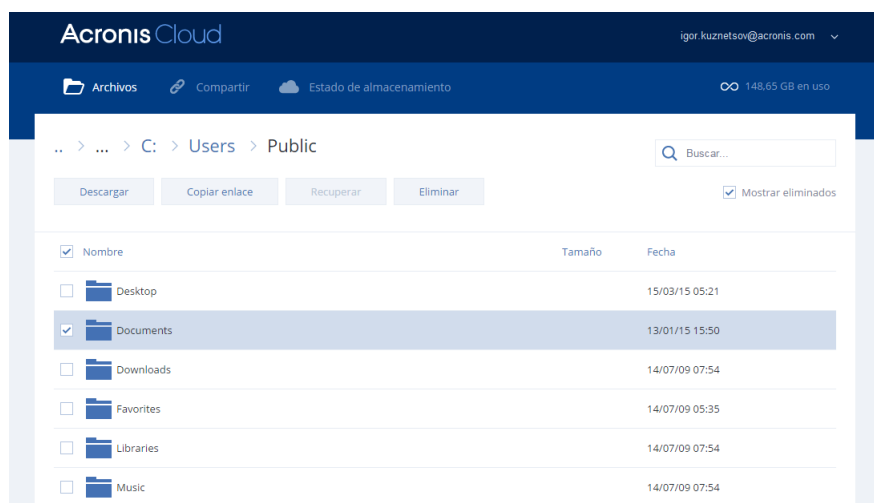 Acronis Cloud
igor.kuznetsov@acronis.com
Archivos Compartir Estado de almacenamiento 148,65 GB en uso
.. > ... > C: > Users > Public
Buscar...
Descargar Copiar enlace Recuperar Eliminar Mostrar eliminados
Nombre Tamaño Fecha
Desktop 15/03/15 05:21
Documents 13/01/15 15:50
Downloads 14/07/09 07:54
Favorites 14/07/09 05:35
Libraries 14/07/09 07:54
Music 14/07/09 07:54